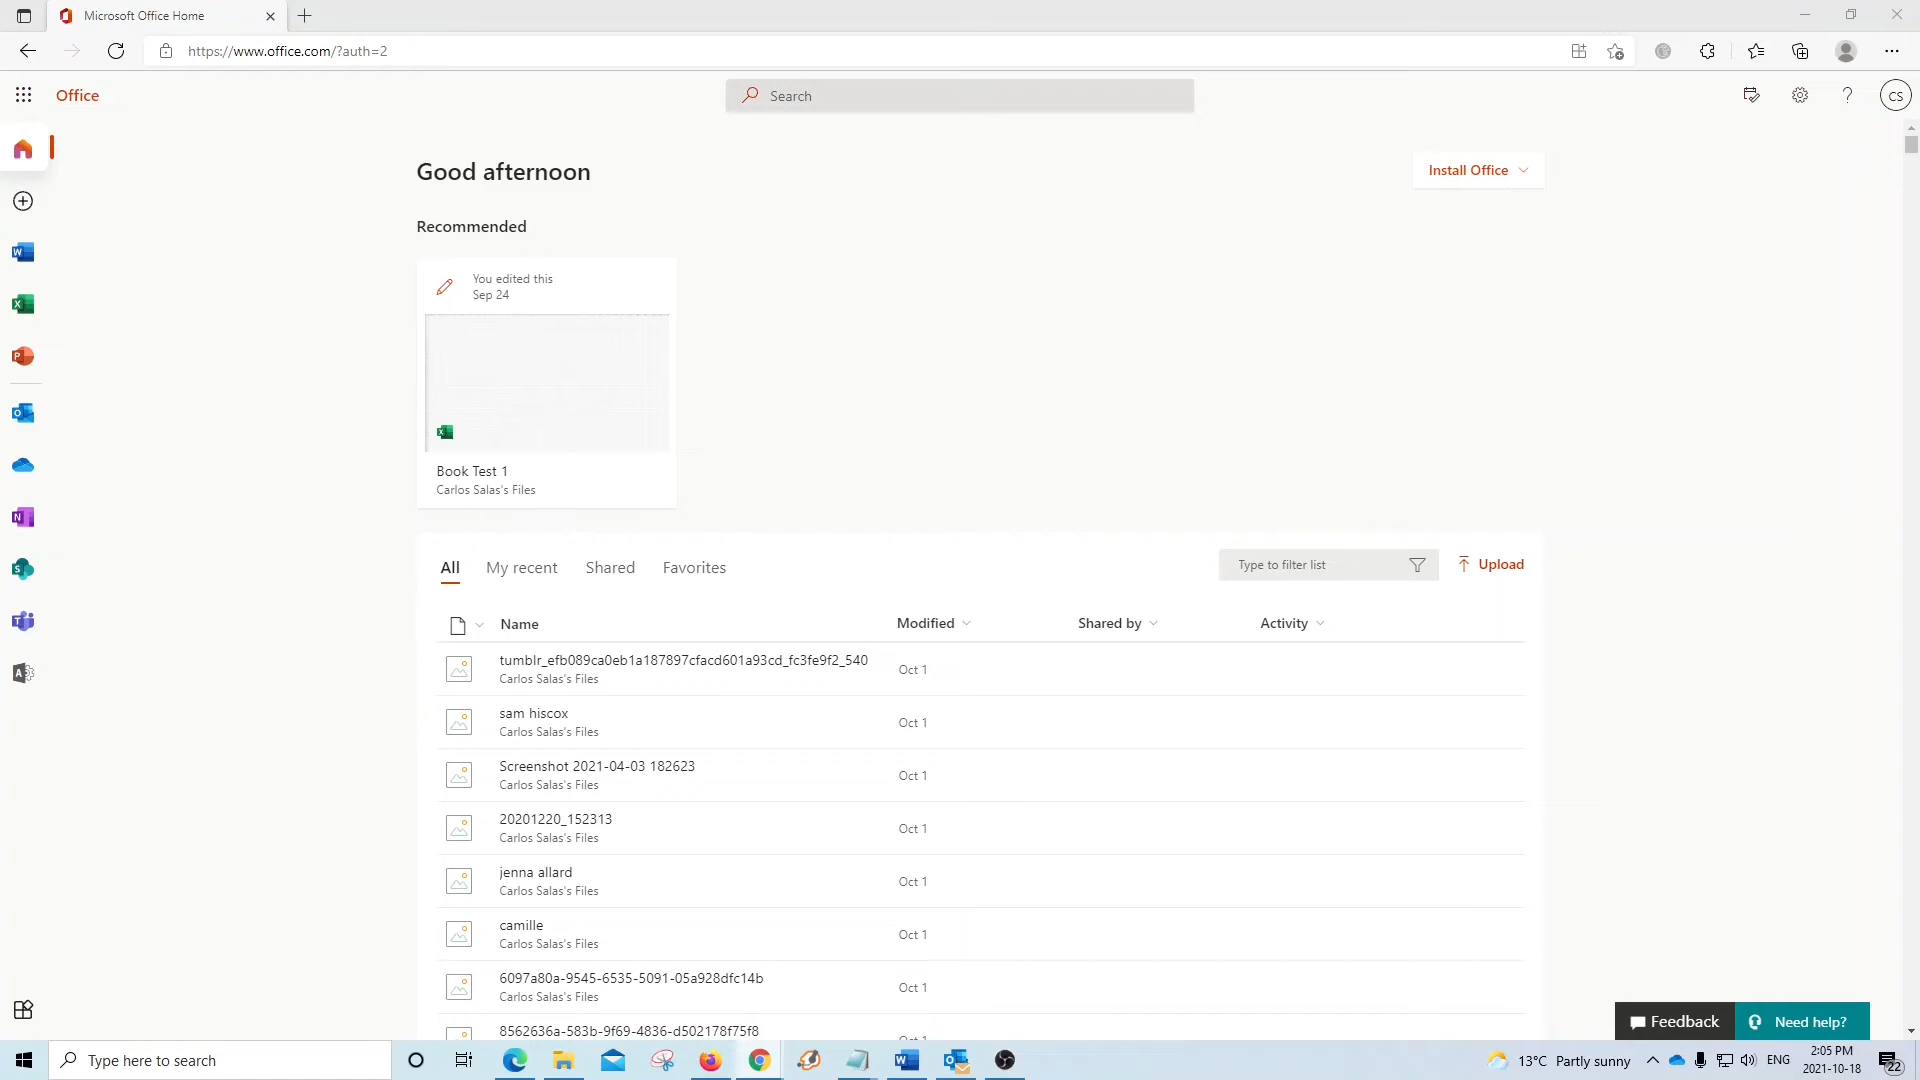 Microsoft Office Home
https://www.office.com/?auth=2
Office
Search
CS
Good afternoon
Install Office
Recommended
You edited this
Sep 24
Book Test 1
Carlos Salas's Files
All
My recent
Shared
Favorites
Type to filter list
Upload
Name
Modified
Shared by
Activity
tumblr_efb089ca0eb1a187897cfacd601a93cd_fc3fe9f2_540
Carlos Salas's Files
Oct 1
sam hiscox
Carlos Salas's Files
Oct 1
Screenshot 2021-04-03 182623
Carlos Salas's Files
Oct 1
20201220_152313
Carlos Salas's Files
Oct 1
jenna allard
Carlos Salas's Files
Oct 1
camille
Carlos Salas's Files
Oct 1
6097a80a-9545-6535-5091-05a928dfc14b
Carlos Salas's Files
Oct 1
8562636a-583b-9f69-4836-d502178f75f8
Feedback
Need help?
Type here to search
13°C Partly sunny
ENG
2:05 PM
2021-10-18
22